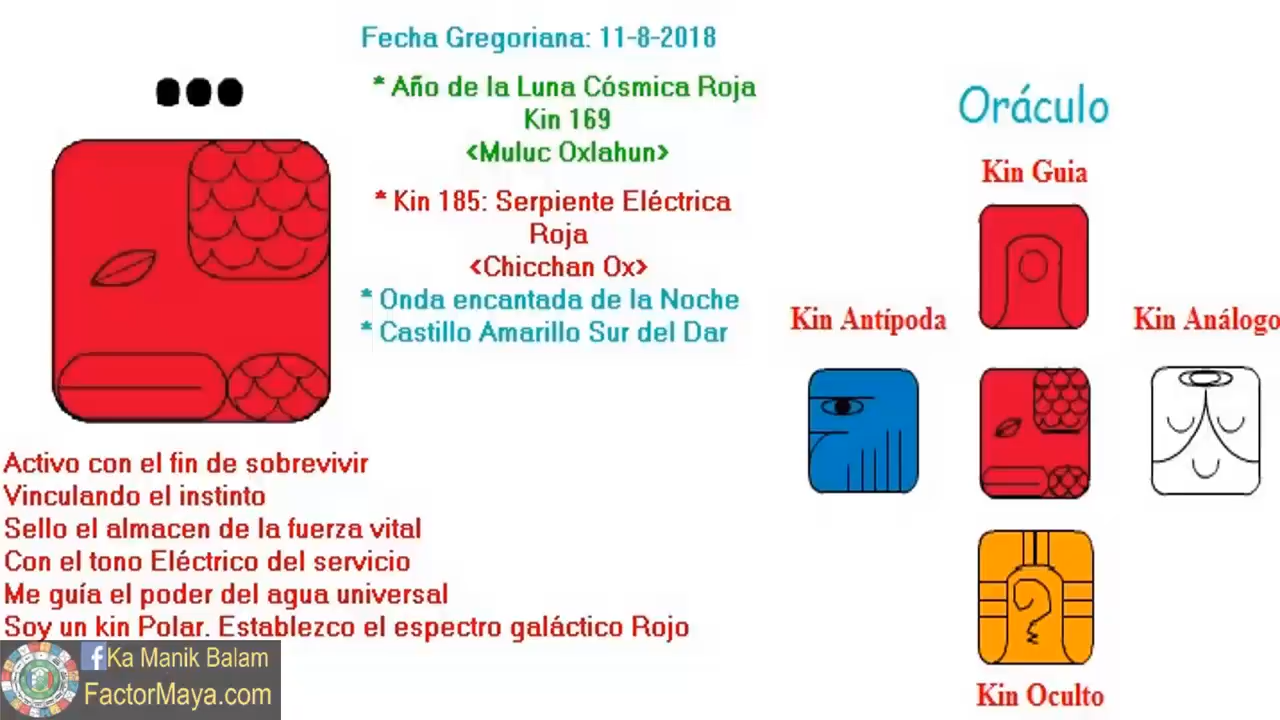 Fecha Gregoriana: 11-8-2018
* Año de la Luna Cósmica Roja
Kin 169
<Muluc Oxlahun>
* Kin 185: Serpiente Eléctrica
Roja
<Chicchan Ox>
* Onda encantada de la Noche
* Castillo Amarillo Sur del Dar
Oráculo
Kin Guia
Kin Antípoda
Kin Análogo
Kin Oculto
Activo con el fin de sobrevivir
Vinculando el instinto
Sello el almacen de la fuerza vital
Con el tono Eléctrico del servicio
Me guía el poder del agua universal
Soy un kin Polar. Establezco el espectro galáctico Rojo
f Ka Manik Balam
FactorMaya.com